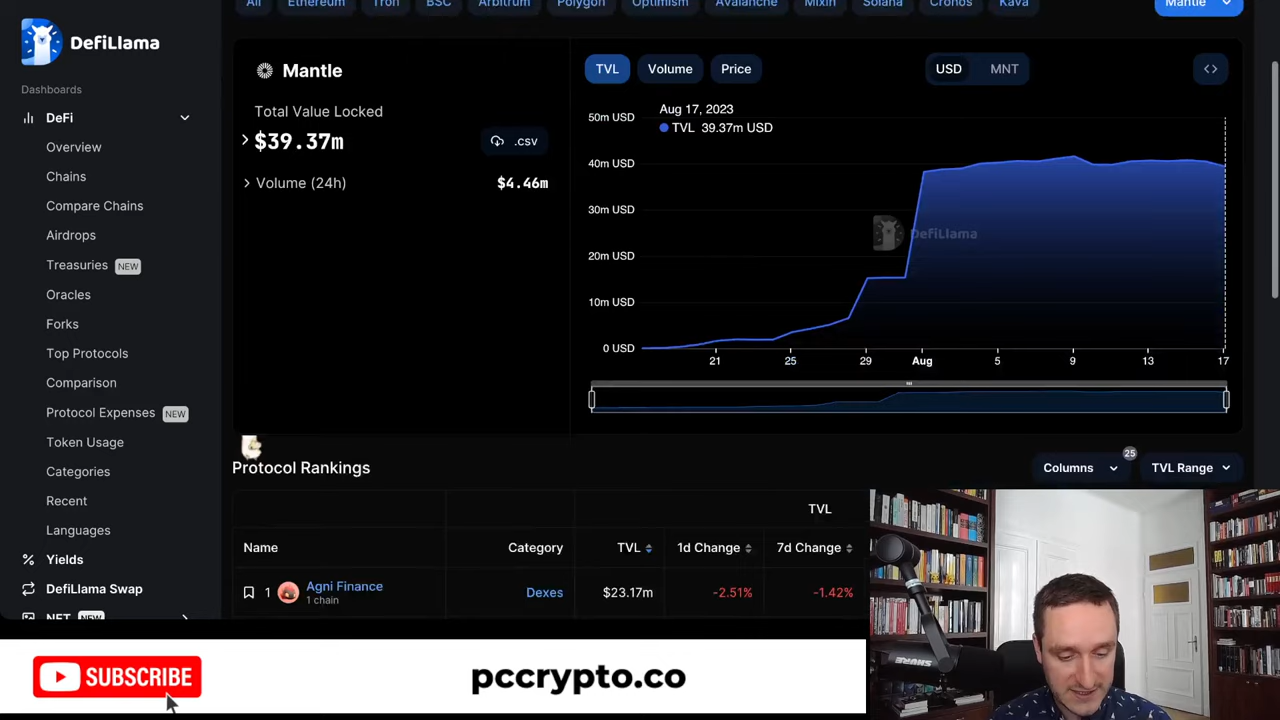 All Ethereum Tron BSC Arbitrum Polygon Optimism Avalanche Mixin Solana Cronos Kava Mantle
DefiLlama
Dashboards
DeFi
Overview
Chains
Compare Chains
Airdrops
Treasuries NEW
Oracles
Forks
Top Protocols
Comparison
Protocol Expenses NEW
Token Usage
Categories
Recent
Languages
Yields
DefiLlama Swap
NFT NEW
Mantle
Total Value Locked
$39.37m
.csv
Volume (24h) $4.46m
TVL Volume Price
USD MNT
Aug 17, 2023
TVL 39.37m USD
50m USD
40m USD
30m USD
20m USD
10m USD
0 USD
DefiLlama
21 25 29 Aug 5 9 13 17
Protocol Rankings
25
Columns TVL Range
TVL
Name Category TVL 1d Change 7d Change
1 Agni Finance Dexes $23.17m -2.51% -1.42%
1 chain
SUBSCRIBE
pccrypto.co
SHURE